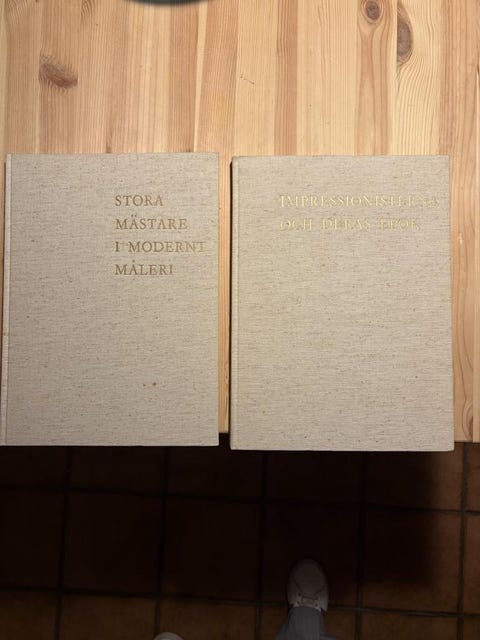 STORA
MÄSTARE
I MODERNT
MÅLERI
IMPRESSIONISTERNA
OCH DERAS EPOK